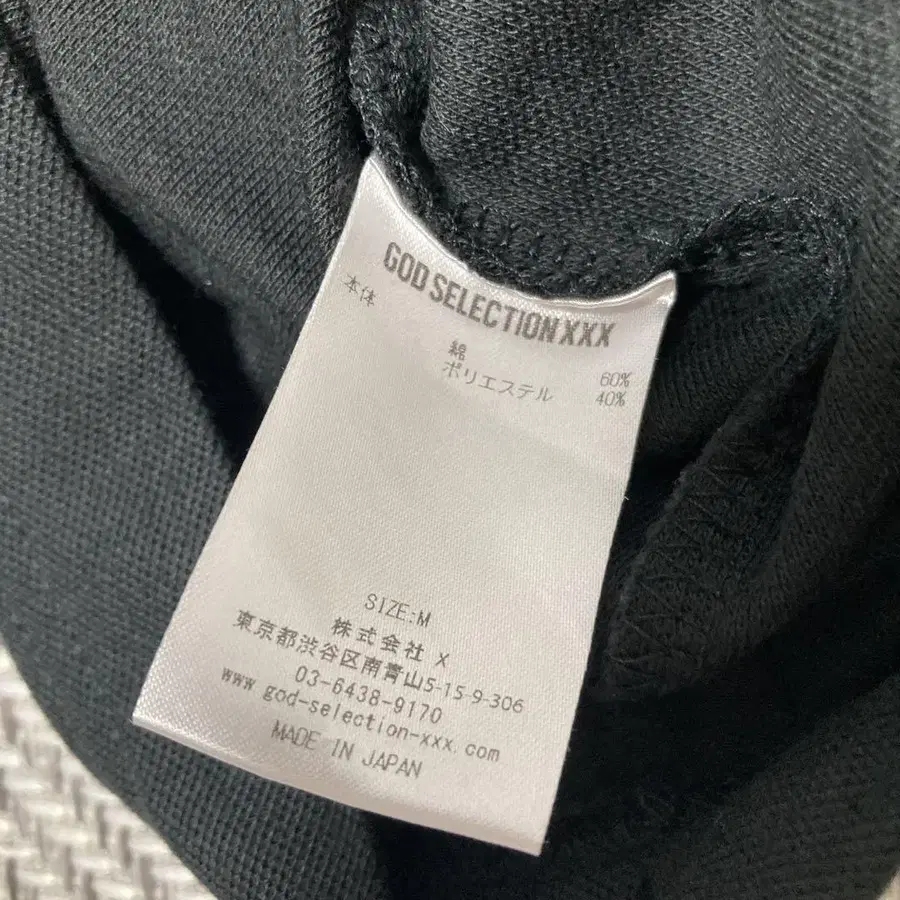 GOD SELECTION XXX
本体
綿 60%
ポリエステル 40%
SIZE:M
株式会社 X
東京都渋谷区南青山5-15-9-306
03-6438-9170
www god-selection-xxx.com
MADE IN JAPAN